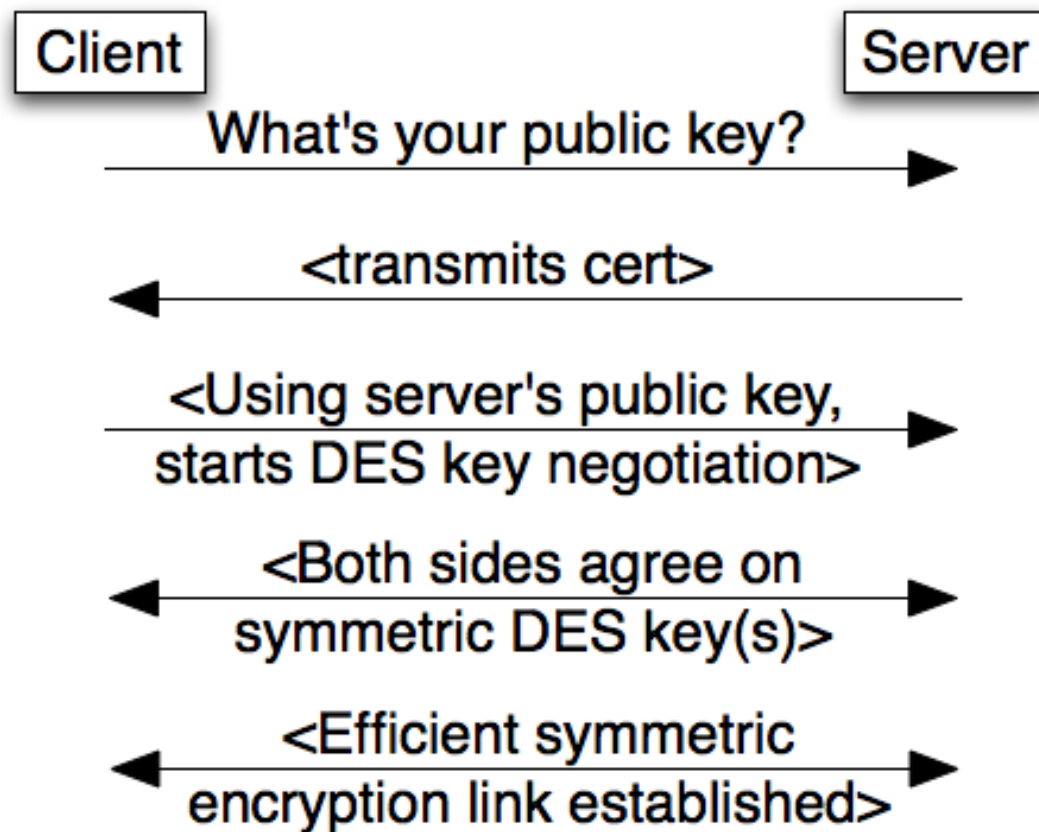 Client
Server
What's your public key?
<transmits cert>
<Using server's public key,
starts DES key negotiation>
<Both sides agree on
symmetric DES key(s)>
<Efficient symmetric
encryption link established>